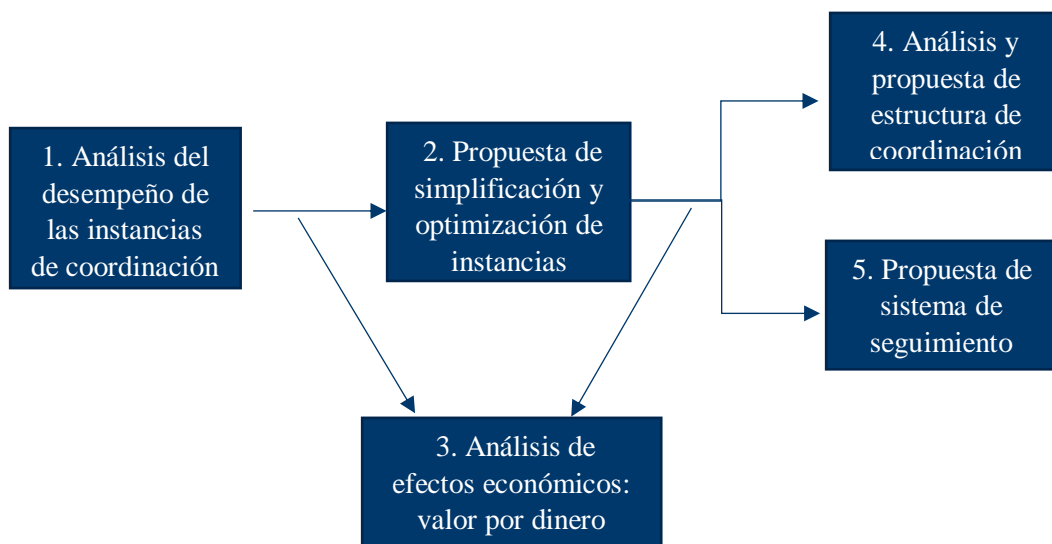 1. Análisis del
desempeño de
las instancias
de coordinación
2. Propuesta de
simplificación y
optimización de
instancias
3. Análisis de
efectos económicos:
valor por dinero
4. Análisis y
propuesta de
estructura de
coordinación
5. Propuesta de
sistema de
seguimiento